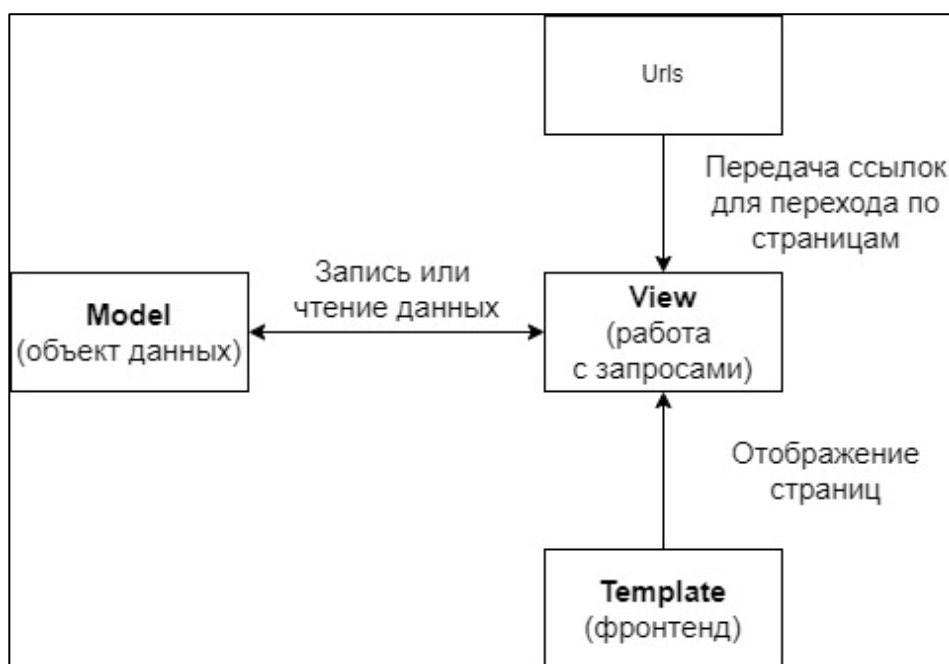 Urls
Передача ссылок
для перехода по
страницам
Запись или
чтение данных
Model
(объект данных)
View
(работа
с запросами)
Отображение
страниц
Template
(фронтенд)